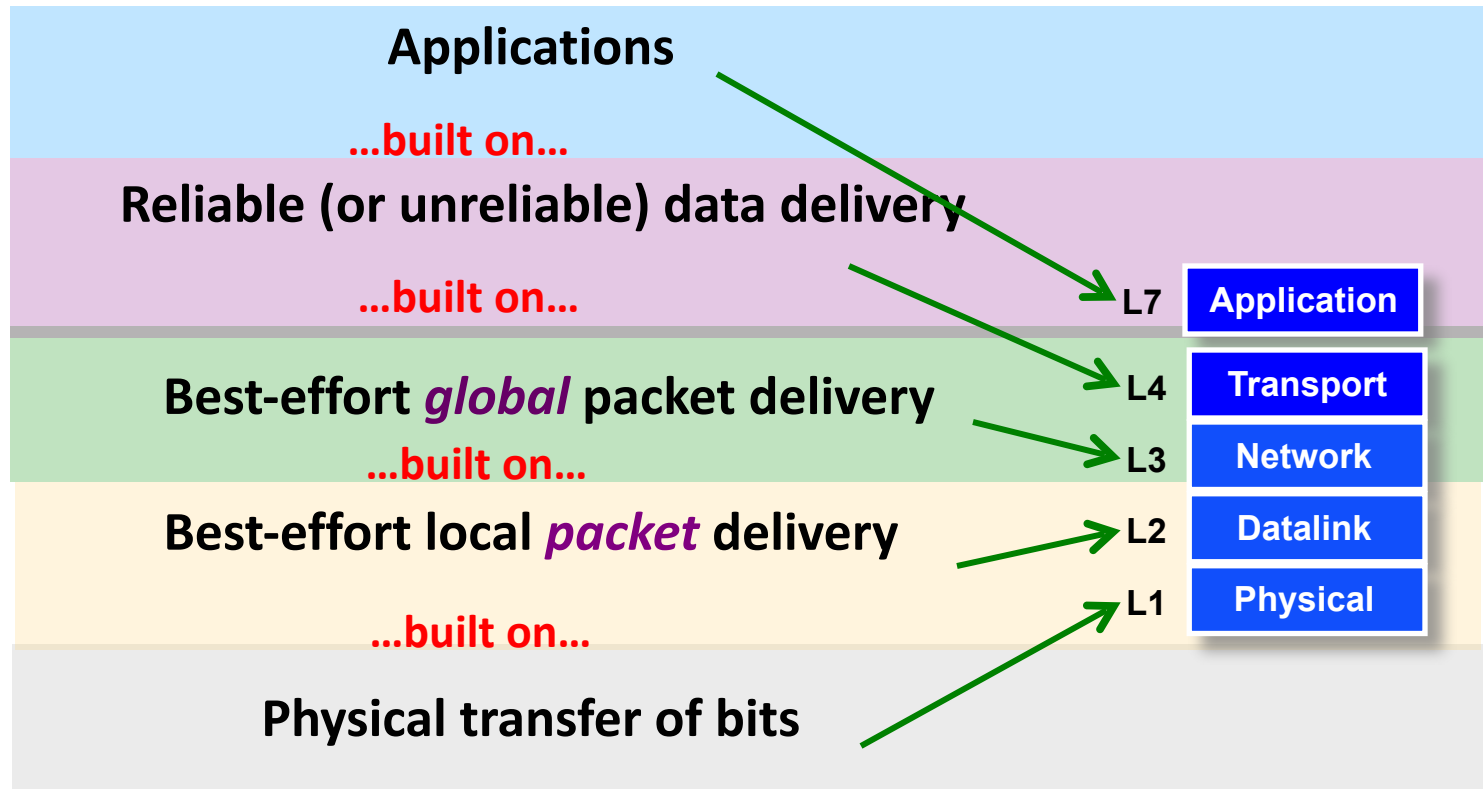 Applications
…built on…
Reliable (or unreliable) data delivery
…built on…
L7 Application
Best-effort global packet delivery
L4 Transport
…built on…
L3 Network
Best-effort local packet delivery
L2 Datalink
L1 Physical
…built on…
Physical transfer of bits